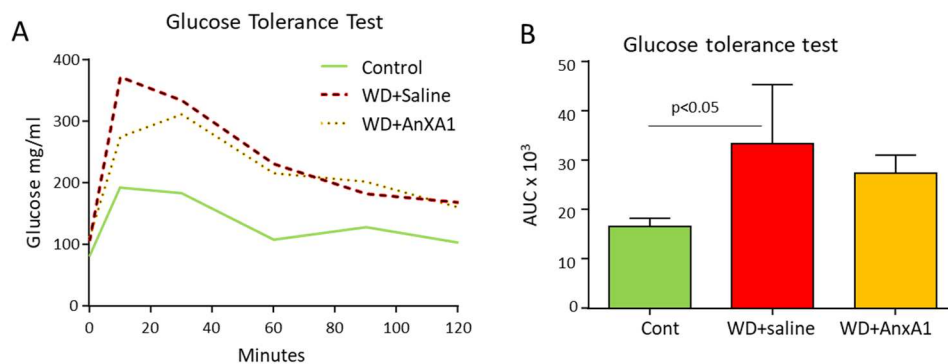 A
Glucose Tolerance Test
400
300
200
100
0
Glucose mg/ml
Control
WD+Saline
WD+AnXA1
0 20 40 60 80 100 120
Minutes
B
Glucose tolerance test
50
40
30
20
10
0
AUC x 10³
p<0.05
Cont WD+saline WD+AnxA1